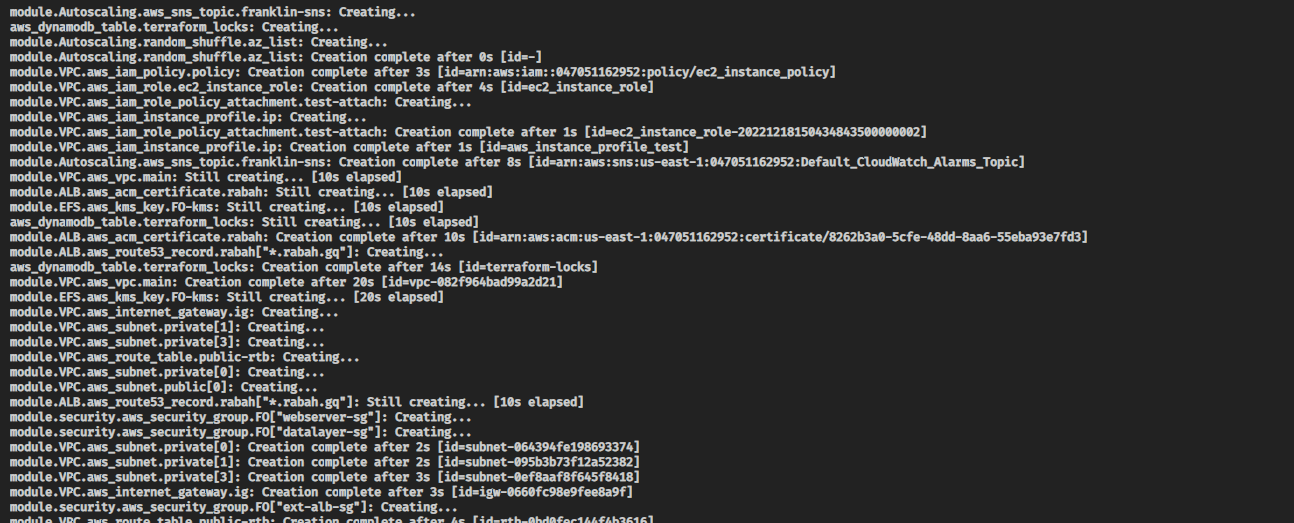 module.Autoscaling.aws_sns_topic.franklin-sns: Creating...
aws_dynamodb_table.terraform_locks: Creating...
module.Autoscaling.random_shuffle.az_list: Creating...
module.Autoscaling.random_shuffle.az_list: Creation complete after 0s [id=-]
module.VPC.aws_iam_policy.policy: Creation complete after 3s [id=arn:aws:iam::047051162952:policy/ec2_instance_policy]
module.VPC.aws_iam_role.ec2_instance_role: Creation complete after 4s [id=ec2_instance_role]
module.VPC.aws_iam_role_policy_attachment.test-attach: Creating...
module.VPC.aws_iam_instance_profile.ip: Creating...
module.VPC.aws_iam_role_policy_attachment.test-attach: Creation complete after 1s [id=ec2_instance_role-20221218150434843500000002]
module.VPC.aws_iam_instance_profile.ip: Creation complete after 1s [id=aws_instance_profile_test]
module.Autoscaling.aws_sns_topic.franklin-sns: Creation complete after 8s [id=arn:aws:sns:us-east-1:047051162952:Default_CloudWatch_Alarms_Topic]
module.VPC.aws_vpc.main: Still creating... [10s elapsed]
module.ALB.aws_acm_certificate.rabah: Still creating... [10s elapsed]
module.EFS.aws_kms_key.FO-kms: Still creating... [10s elapsed]
aws_dynamodb_table.terraform_locks: Still creating... [10s elapsed]
module.ALB.aws_acm_certificate.rabah: Creation complete after 10s [id=arn:aws:acm:us-east-1:047051162952:certificate/8262b3a0-5cfe-48dd-8aa6-55eba93e7fd3]
module.ALB.aws_route53_record.rabah["*.rabah.gq"]: Creating...
aws_dynamodb_table.terraform_locks: Creation complete after 14s [id=terraform-locks]
module.VPC.aws_vpc.main: Creation complete after 20s [id=vpc-082f964bad99a2d21]
module.EFS.aws_kms_key.FO-kms: Still creating... [20s elapsed]
module.VPC.aws_internet_gateway.ig: Creating...
module.VPC.aws_subnet.private[1]: Creating...
module.VPC.aws_subnet.private[3]: Creating...
module.VPC.aws_route_table.public-rtb: Creating...
module.VPC.aws_subnet.private[0]: Creating...
module.VPC.aws_subnet.public[0]: Creating...
module.ALB.aws_route53_record.rabah["*.rabah.gq"]: Still creating... [10s elapsed]
module.security.aws_security_group.FO["webserver-sg"]: Creating...
module.security.aws_security_group.FO["datalayer-sg"]: Creating...
module.VPC.aws_subnet.private[0]: Creation complete after 2s [id=subnet-064394fe198693374]
module.VPC.aws_subnet.private[1]: Creation complete after 2s [id=subnet-095b3b73f12a52382]
module.VPC.aws_subnet.private[3]: Creation complete after 3s [id=subnet-0ef8aaf8f645f8418]
module.VPC.aws_internet_gateway.ig: Creation complete after 3s [id=igw-0660fc98e9fee8a9f]
module.security.aws_security_group.FO["ext-alb-sg"]: Creating...
module.VPC.aws_route_table.public-rtb: Creation complete after 4s [id=rtb-0bd0fec144f4b3616]